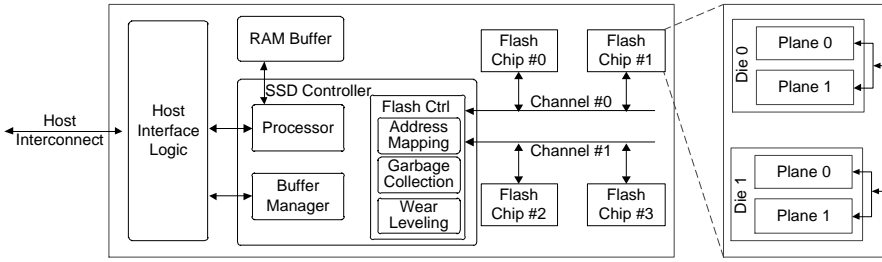 Host
Interconnect
Host
Interface
Logic
RAM Buffer
SSD Controller
Processor
Buffer
Manager
Flash Ctrl
Address
Mapping
Garbage
Collection
Wear
Leveling
Flash
Chip #0
Flash
Chip #1
Channel #0
Channel #1
Flash
Chip #2
Flash
Chip #3
Die 0
Plane 0
Plane 1
Die 1
Plane 0
Plane 1